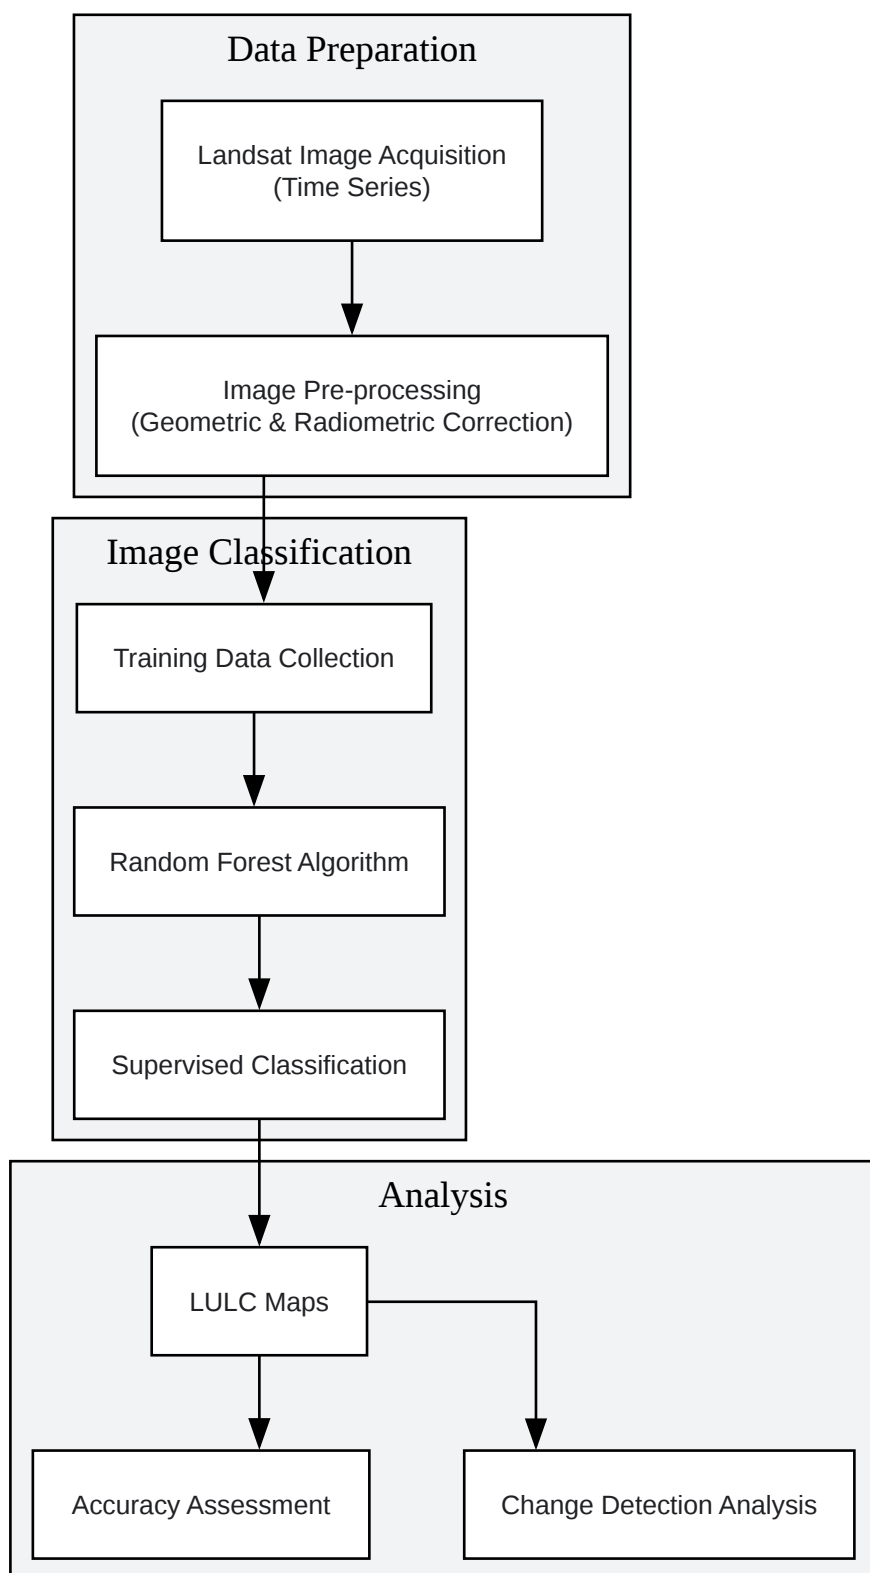 Data Preparation
Landsat Image Acquisition
(Time Series)
Image Pre-processing
(Geometric & Radiometric Correction)
Image Classification
Training Data Collection
Random Forest Algorithm
Supervised Classification
Analysis
LULC Maps
Accuracy Assessment
Change Detection Analysis